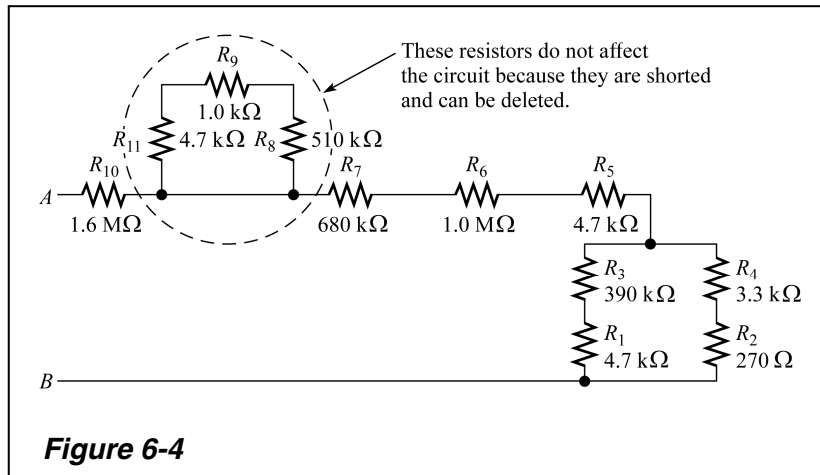 R9
1.0 kΩ
These resistors do not affect
the circuit because they are shorted
and can be deleted.
R11
4.7 kΩ
R8
510 kΩ
A
R10
1.6 MΩ
R7
680 kΩ
R6
1.0 MΩ
R5
4.7 kΩ
R3
390 kΩ
R4
3.3 kΩ
R1
4.7 kΩ
R2
270 Ω
B
Figure 6-4